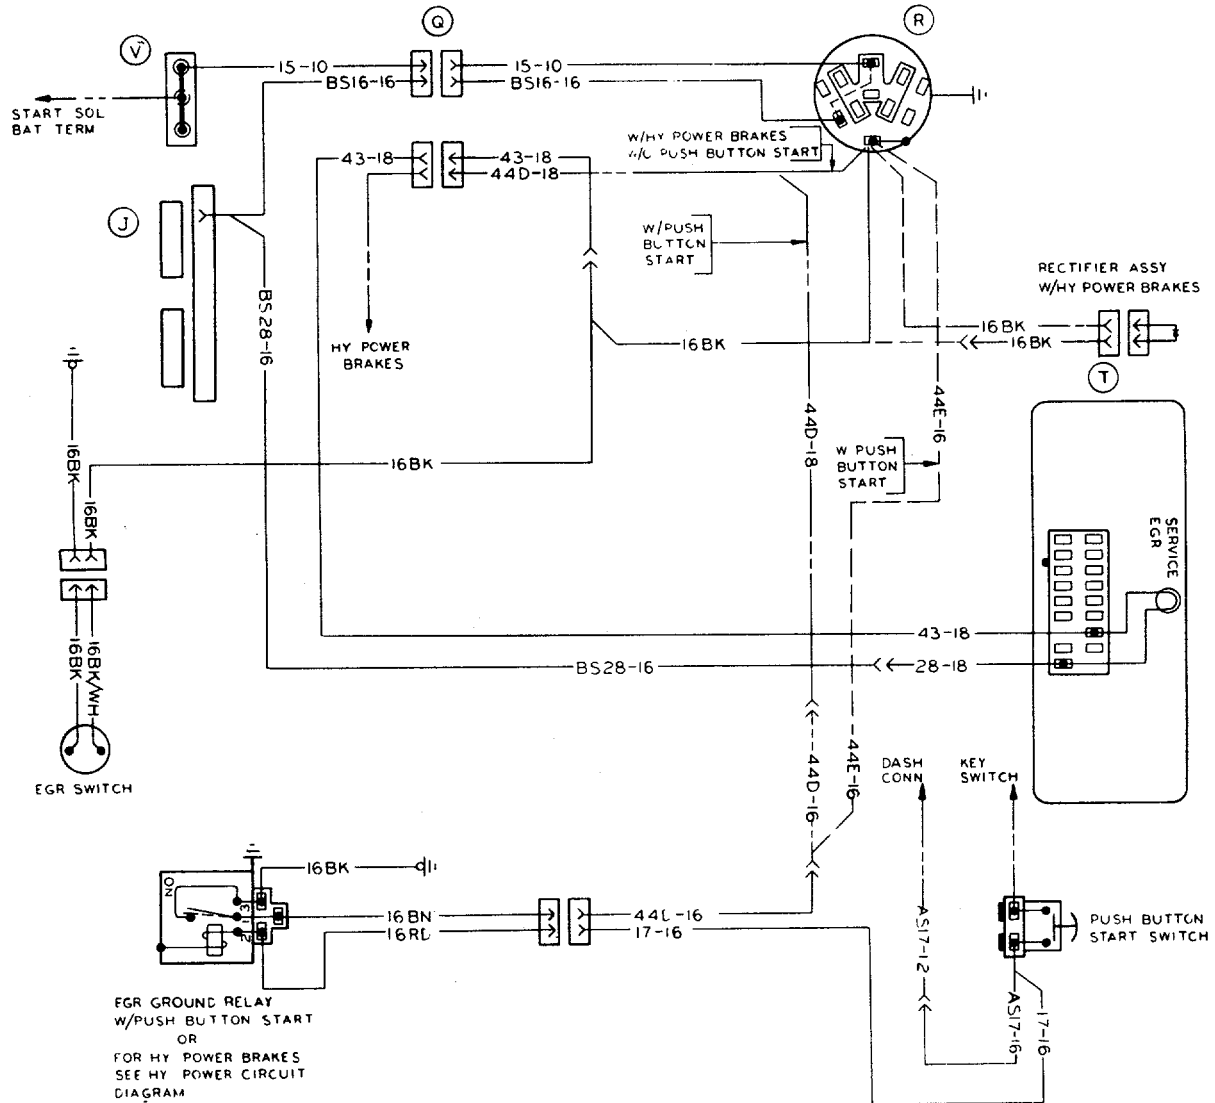 V
Q
R
15-10
BS16-16
15-10
BS16-16
START SOL
BAT TERM
W/HY POWER BRAKES
W/O PUSH BUTTON START
43-18
43-18
44D-18
J
W/PUSH
BUTTON
START
RECTIFIER ASSY
W/HY POWER BRAKES
BS28-16
16BK
16BK
16BK
HY POWER
BRAKES
T
44D-18
44E-16
16BK
16BK
16BK
W PUSH
BUTTON
START
SERVICE
EGR
16BK
16BK/WH
43-18
BS28-16
28-18
EGR SWITCH
44D-16
44E-16
DASH
CONN
KEY
SWITCH
16BK
NO
3
1
2
16BN
16RD
44D-16
17-16
AS17-12
PUSH BUTTON
START SWITCH
AS17-16
17-16
EGR GROUND RELAY
W/PUSH BUTTON START
OR
FOR HY POWER BRAKES
SEE HY POWER CIRCUIT
DIAGRAM